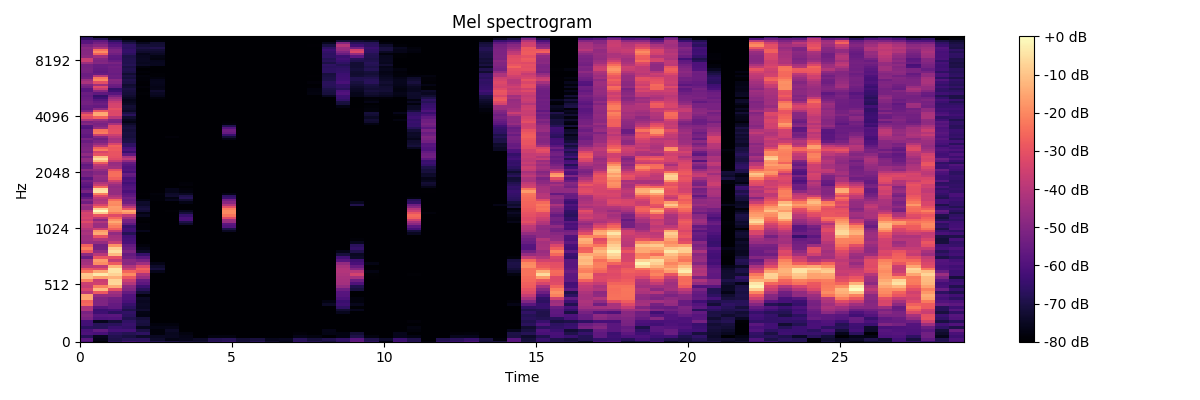 Mel spectrogram
8192
4096
2048
1024
512
0
Hz
0 5 10 15 20 25
Time
+0 dB
-10 dB
-20 dB
-30 dB
-40 dB
-50 dB
-60 dB
-70 dB
-80 dB